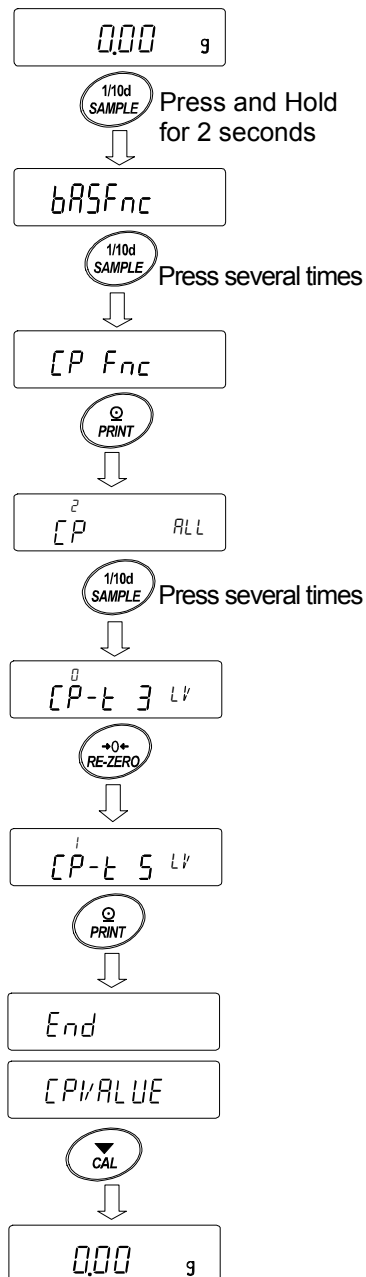 0.00 g
1/10d
SAMPLE
Press and Hold
for 2 seconds
bASFnc
1/10d
SAMPLE
Press several times
CP Fnc
PRINT
2
CP ALL
1/10d
SAMPLE
Press several times
0
CP-t 3 LV
→0←
RE-ZERO
1
CP-t 5 LV
PRINT
End
CPVALUE
CAL
0.00 g